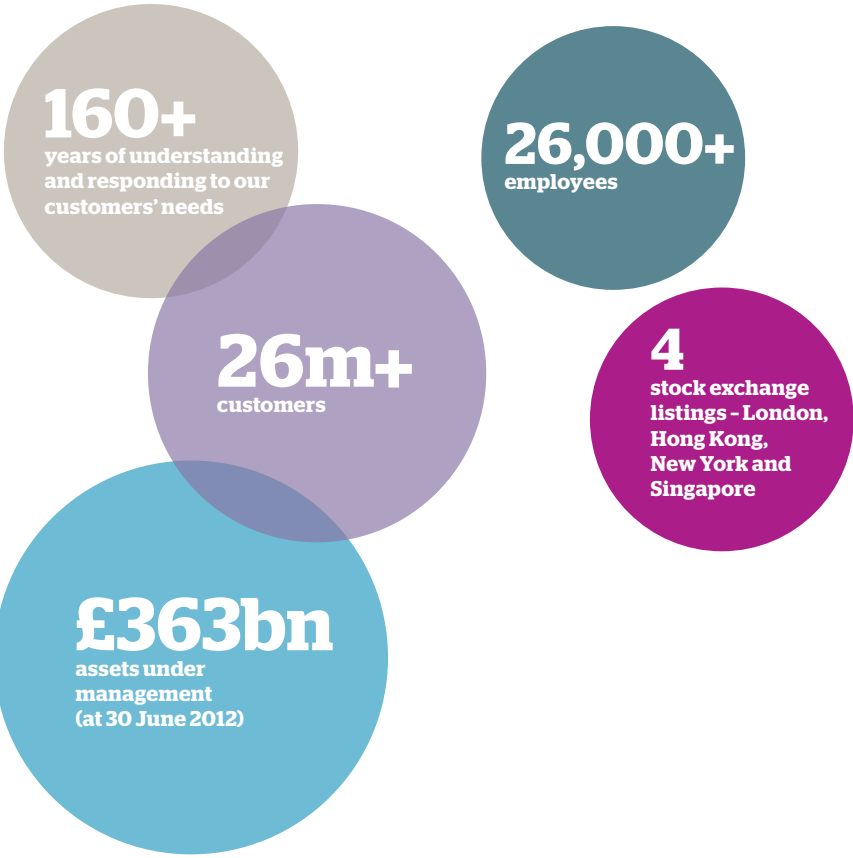 160+
years of understanding
and responding to our
customers’ needs
26,000+
employees
26m+
customers
4
stock exchange
listings – London,
Hong Kong,
New York and
Singapore
£363bn
assets under
management
(at 30 June 2012)